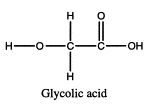 H O
H—O—C—C—OH
H
Glycolic acid